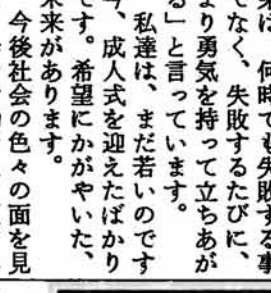 は、何時でも失敗する事
でなく、失敗するたびに、
より勇気を持って立ちあが
る」と言っています。
私達は、まだ若いのです
、成人式を迎えたばかり
です。希望にかがやいた、
未来があります。
今後社会の色々の面を見